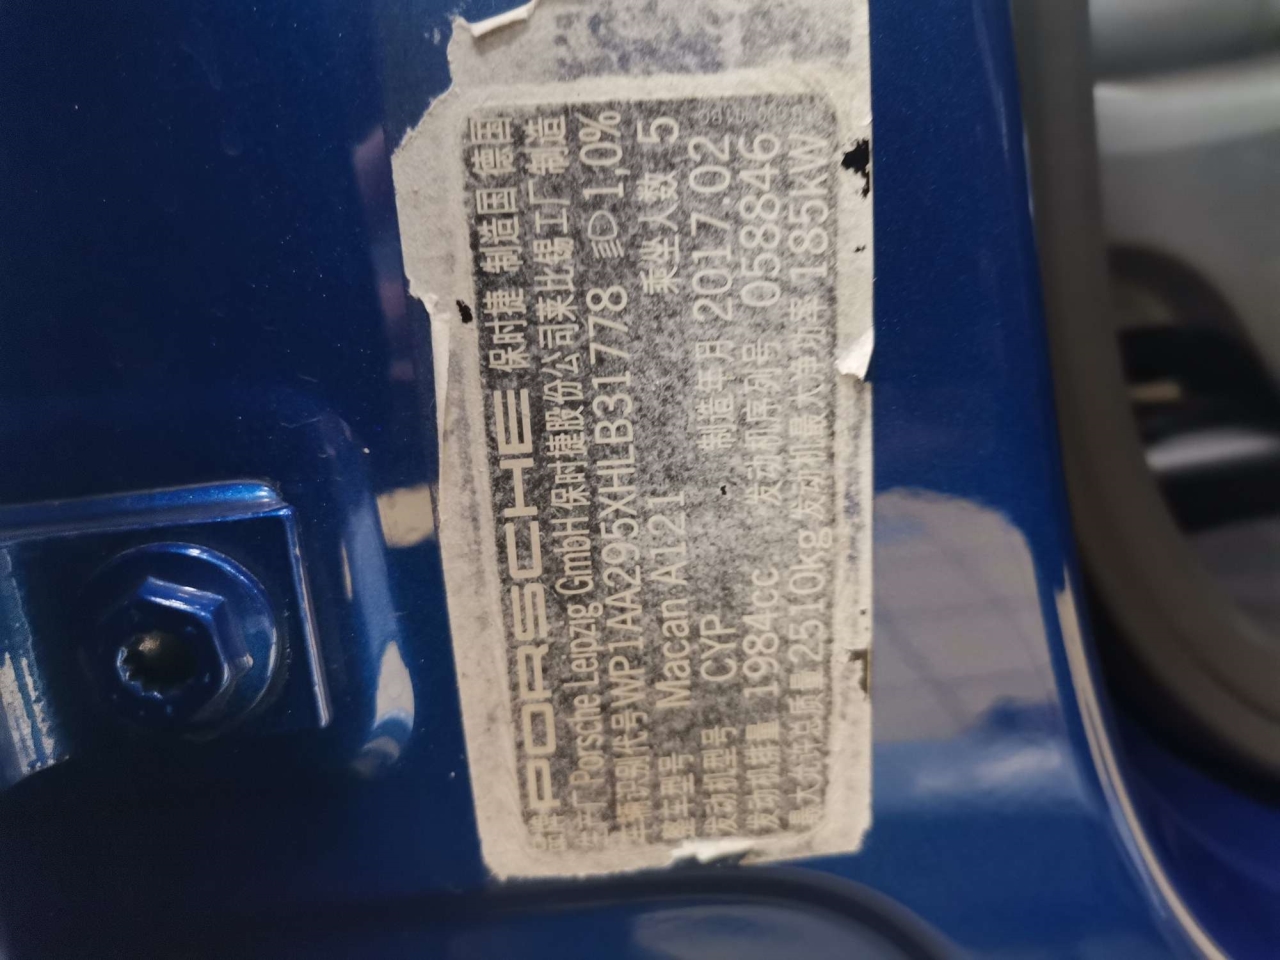 品牌 PORSCHE 保时捷 制造国 德国
生产厂 Porsche Leipzig GmbH 保时捷股份公司莱比锡工厂制造
车辆识别代号 WP1AA295XHLB31778 1,0%
整车型号 Macan A121 乘坐人数 5
发动机型号 CYP 制造年月 2017.02
发动机排量 1984cc 发动机序列号 058846
最大允许总质量 2510kg 发动机最大净功率 185kW